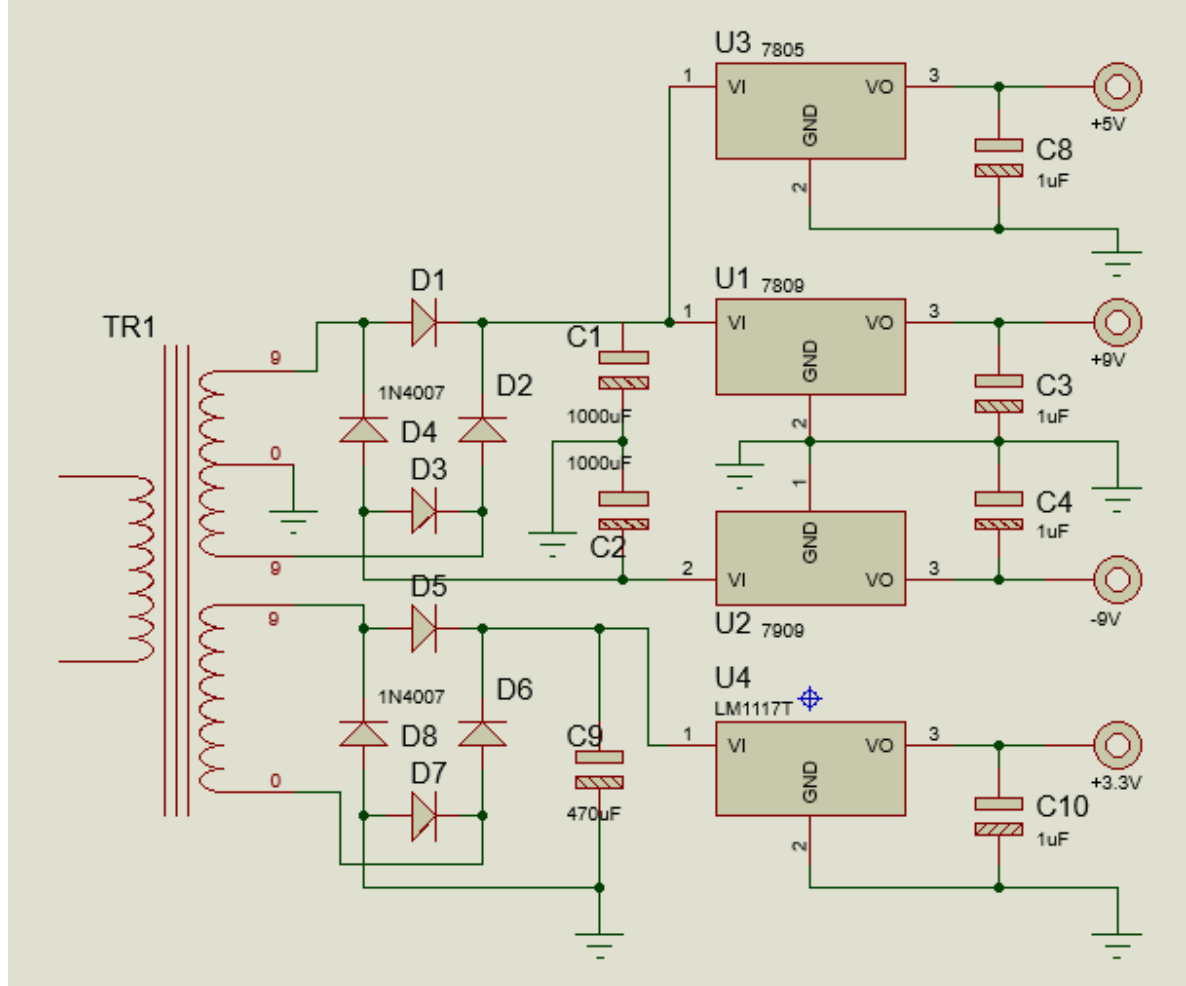 U3 7805
1 VI VO 3
GND
2
+5V
C8
1uF
TR1
9
0
9
D1
1N4007
D2
D4
D3
C1
1000uF
1000uF
C2
U1 7809
1 VI VO 3
GND
2
+9V
C3
1uF
1
GND
2 VI VO 3
U2 7909
C4
1uF
-9V
9
0
D5
1N4007
D6
D8
D7
C9
470uF
U4
LM1117T
1 VI VO 3
GND
2
+3.3V
C10
1uF